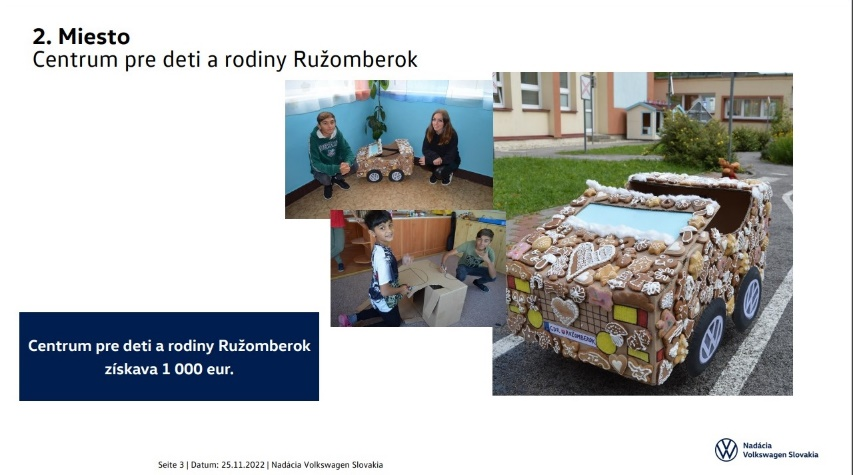 2. Miesto
Centrum pre deti a rodiny Ružomberok
Centrum pre deti a rodiny Ružomberok
získava 1 000 eur.
Nadácia
Volkswagen Slovakia
Seite 3 | Datum: 25.11.2022 | Nadácia Volkswagen Slovakia